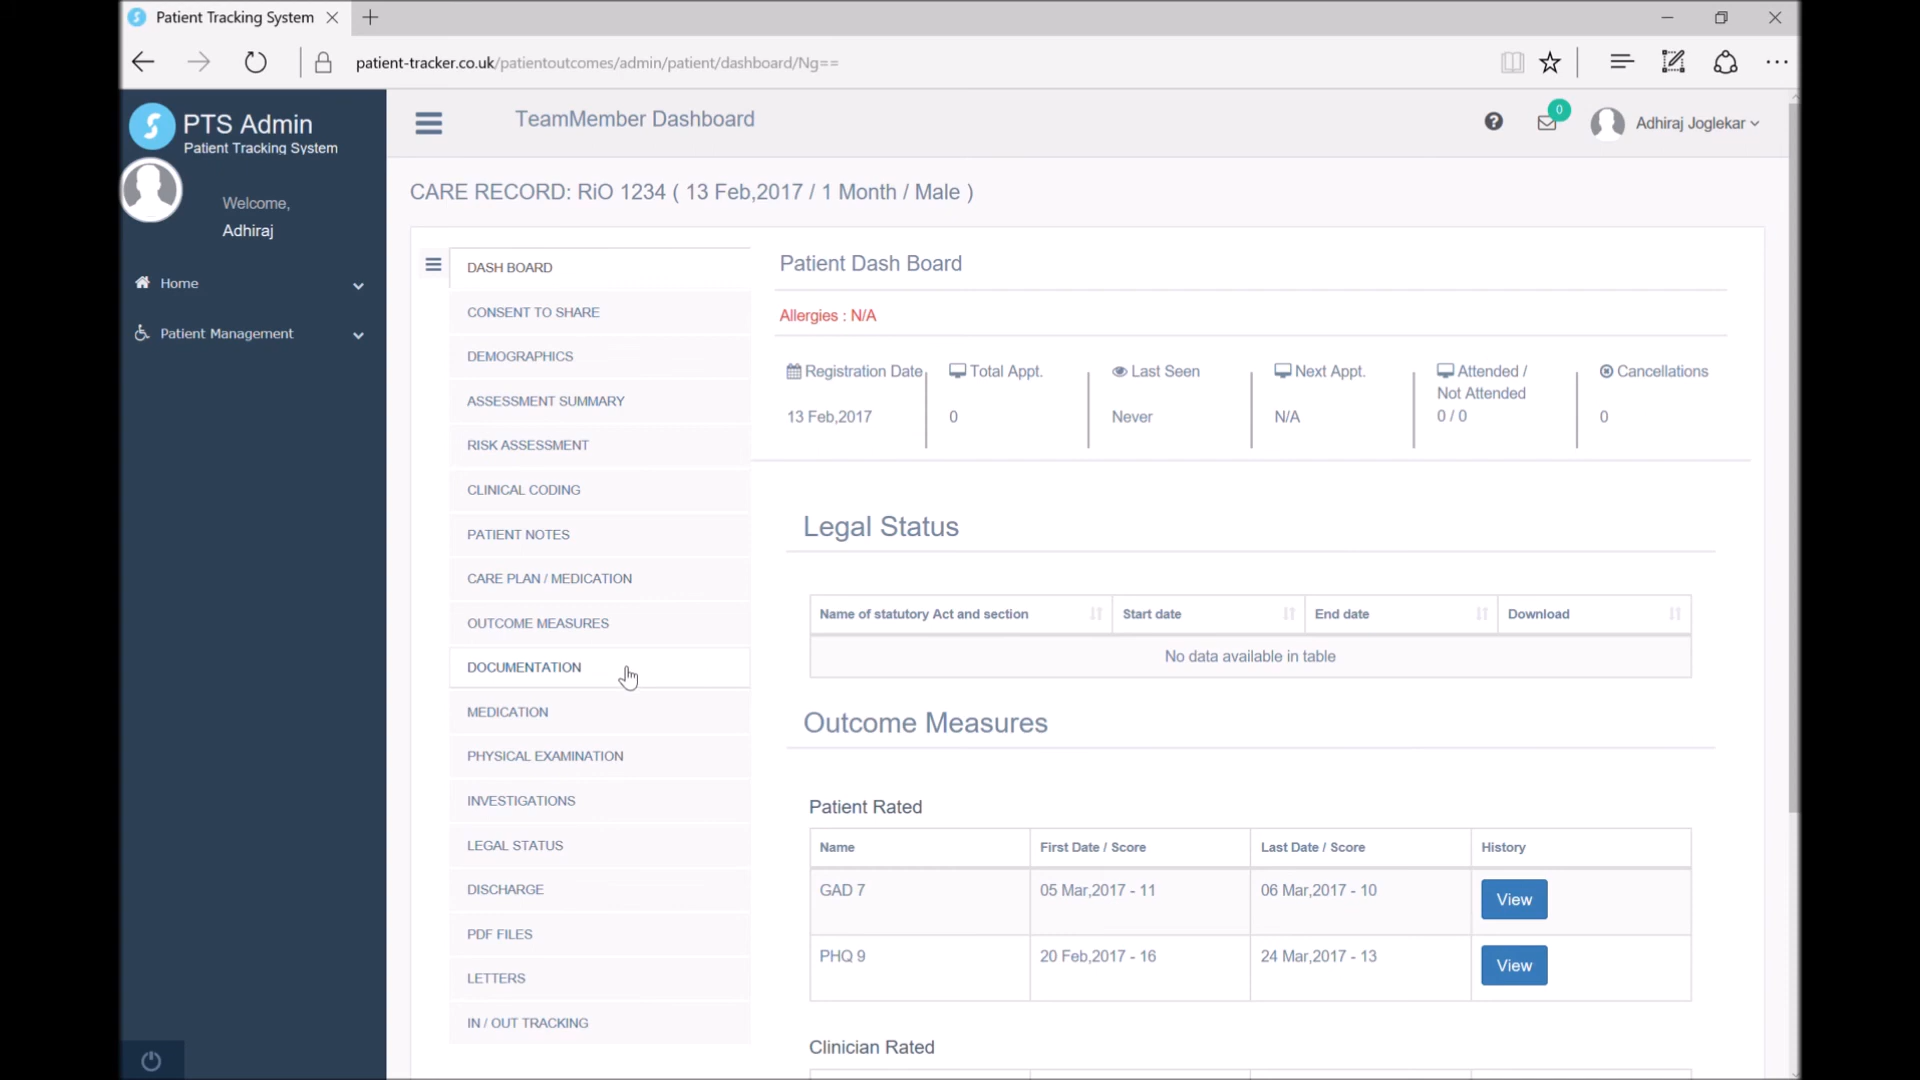 Patient Tracking System
patient-tracker.co.uk/patientoutcomes/admin/patient/dashboard/Ng==
PTS Admin
Patient Tracking System
Welcome,
Adhiraj
Home
Patient Management
TeamMember Dashboard
0
Adhiraj Joglekar
CARE RECORD: RiO 1234 ( 13 Feb,2017 / 1 Month / Male )
DASH BOARD
CONSENT TO SHARE
DEMOGRAPHICS
ASSESSMENT SUMMARY
RISK ASSESSMENT
CLINICAL CODING
PATIENT NOTES
CARE PLAN / MEDICATION
OUTCOME MEASURES
DOCUMENTATION
MEDICATION
PHYSICAL EXAMINATION
INVESTIGATIONS
LEGAL STATUS
DISCHARGE
PDF FILES
LETTERS
IN / OUT TRACKING
Patient Dash Board
Allergies : N/A
Registration Date Total Appt. Last Seen Next Appt. Attended / Cancellations
Not Attended
13 Feb,2017 0 Never N/A 0 / 0 0
Legal Status
Name of statutory Act and section Start date End date Download
No data available in table
Outcome Measures
Patient Rated
Name First Date / Score Last Date / Score History
GAD 7 05 Mar,2017 - 11 06 Mar,2017 - 10 View
PHQ 9 20 Feb,2017 - 16 24 Mar,2017 - 13 View
Clinician Rated